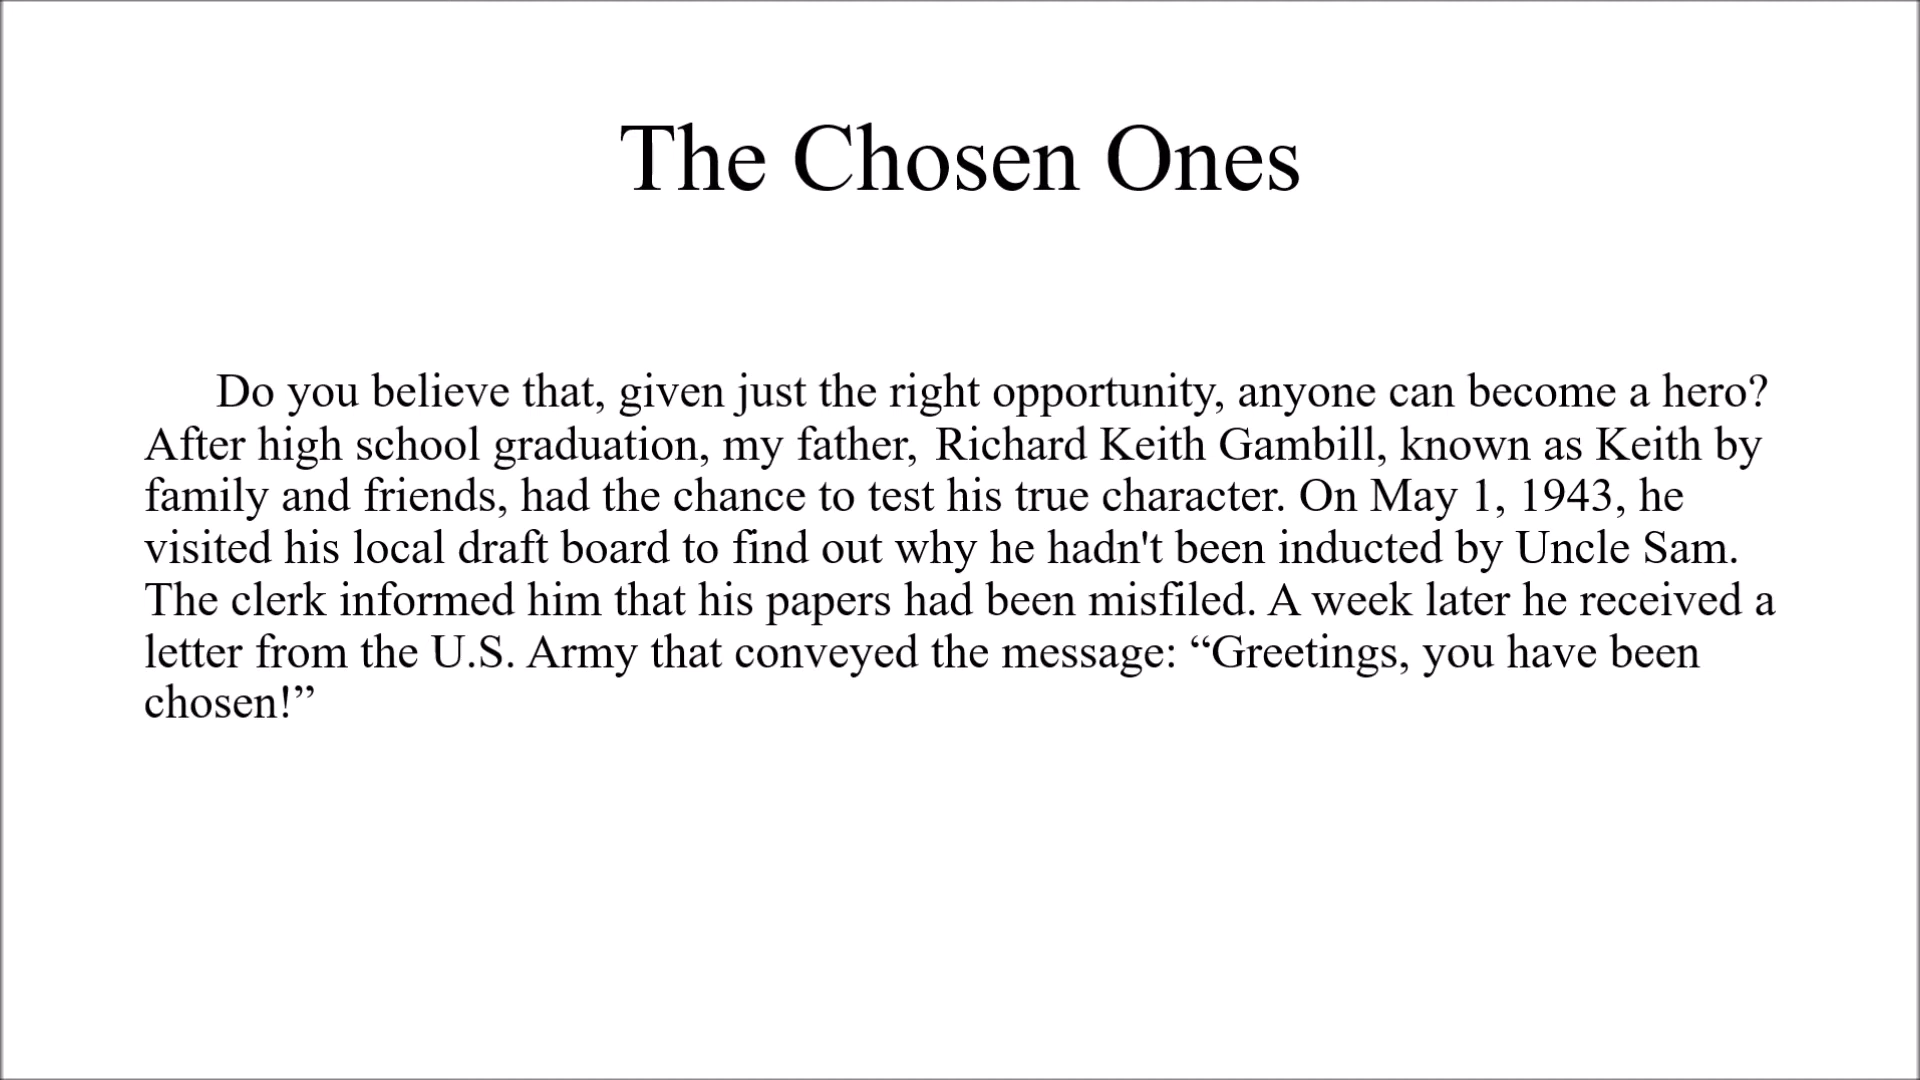 The Chosen Ones
Do you believe that, given just the right opportunity, anyone can become a hero?
After high school graduation, my father, Richard Keith Gambill, known as Keith by
family and friends, had the chance to test his true character. On May 1, 1943, he
visited his local draft board to find out why he hadn't been inducted by Uncle Sam.
The clerk informed him that his papers had been misfiled. A week later he received a
letter from the U.S. Army that conveyed the message: “Greetings, you have been
chosen!”